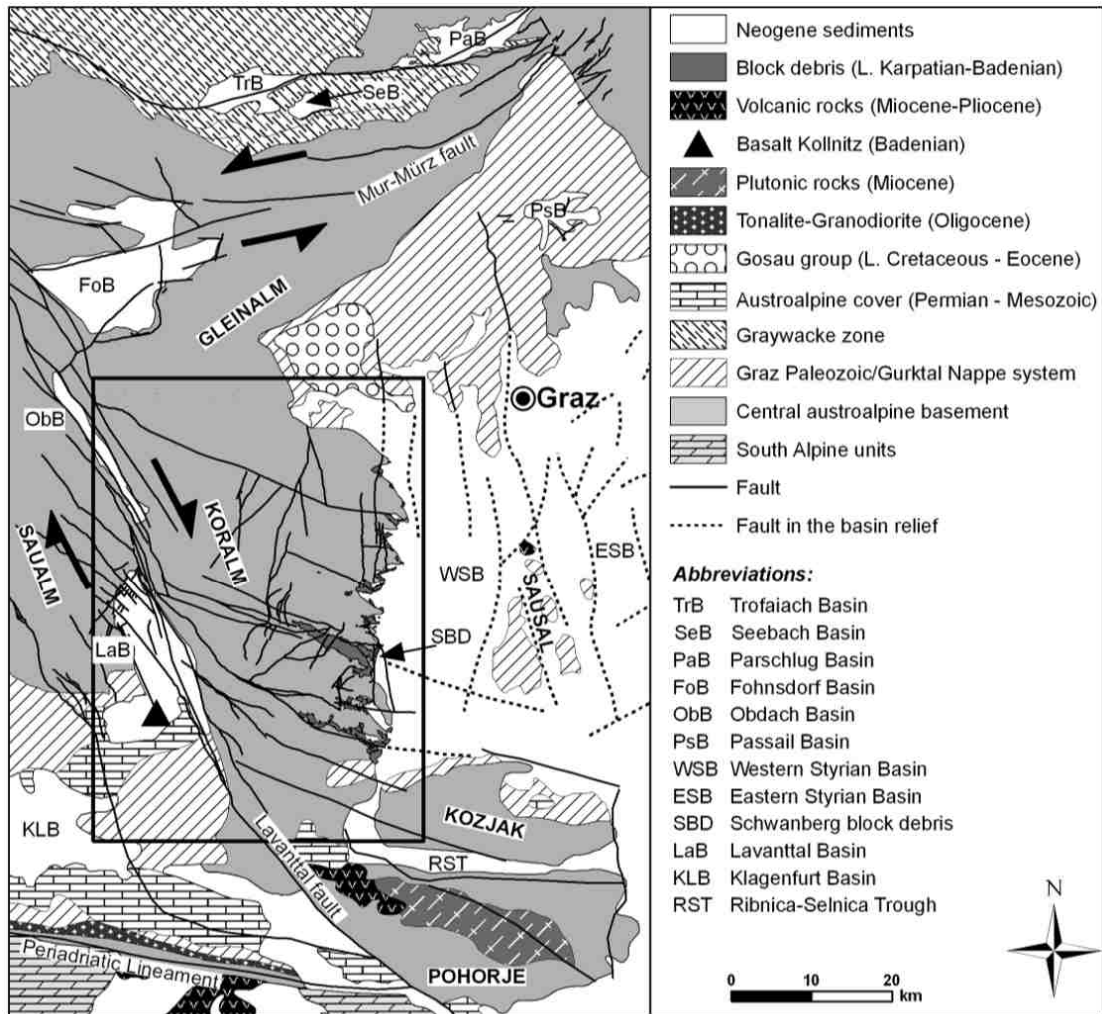 PaB
TrB
SeB
Mur-Mürz fault
PsB
FoB
GLEINALM
Graz
ObB
KORALM
SAUALM
WSB
ESB
SAUSAL
SBD
LaB
KLB
KOZJAK
RST
Lavanttal fault
Periadriatic Lineament
POHORJE
Neogene sediments
Block debris (L. Karpatian-Badenian)
Volcanic rocks (Miocene-Pliocene)
Basalt Kollnitz (Badenian)
Plutonic rocks (Miocene)
Tonalite-Granodiorite (Oligocene)
Gosau group (L. Cretaceous - Eocene)
Austroalpine cover (Permian - Mesozoic)
Graywacke zone
Graz Paleozoic/Gurktal Nappe system
Central austroalpine basement
South Alpine units
Fault
Fault in the basin relief
Abbreviations:
TrB Trofaiach Basin
SeB Seebach Basin
PaB Parschlug Basin
FoB Fohnsdorf Basin
ObB Obdach Basin
PsB Passail Basin
WSB Western Styrian Basin
ESB Eastern Styrian Basin
SBD Schwanberg block debris
LaB Lavanttal Basin
KLB Klagenfurt Basin
RST Ribnica-Selnica Trough
N
0 10 20
km